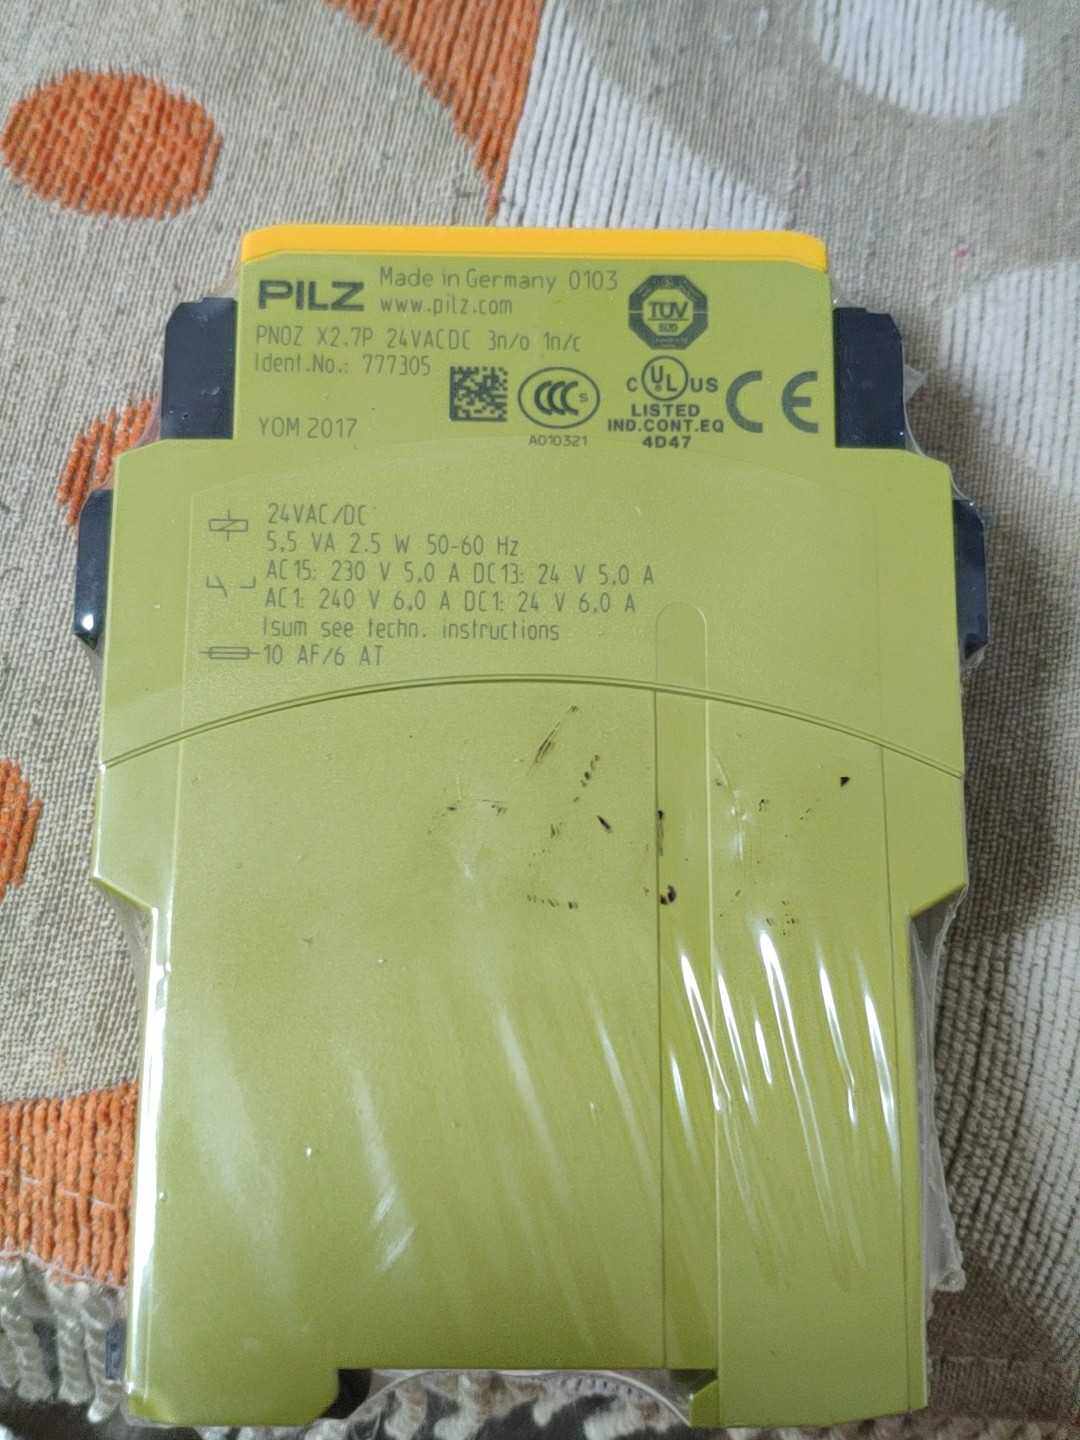 PILZ Made in Germany 0103
www.pilz.com
PNOZ X2.7P 24VACDC 3n/o 1n/c
Ident.No.: 777305
YOM 2017
TÜV
SÜD
CCC S
A010321
C UL US
LISTED
IND.CONT.EQ
4D47
CE
24VAC/DC
5.5 VA 2.5 W 50-60 Hz
AC15: 230 V 5.0 A DC13: 24 V 5.0 A
AC1: 240 V 6.0 A DC1: 24 V 6.0 A
Isum see techn. instructions
10 AF/6 AT